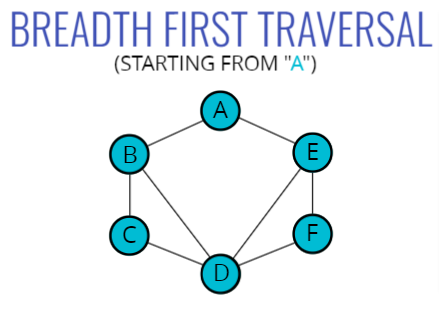 BREADTH FIRST TRAVERSAL
(STARTING FROM "A")
A
B
E
C
F
D